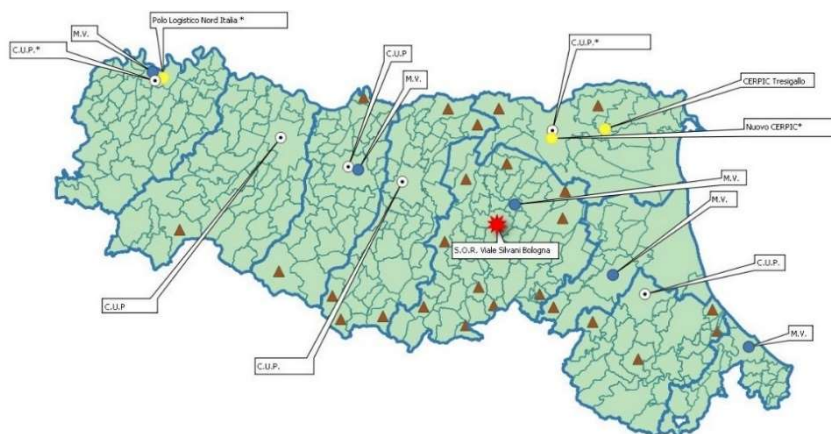 Polo Logistico Nord Italia *
M.V.
C.U.P.*
C.U.P
M.V.
C.U.P.*
CERPIC Tresigallo
Nuovo CERPIC*
M.V.
M.V.
S.O.R. Viale Silvani Bologna
C.U.P.
C.U.P
M.V.
C.U.P.